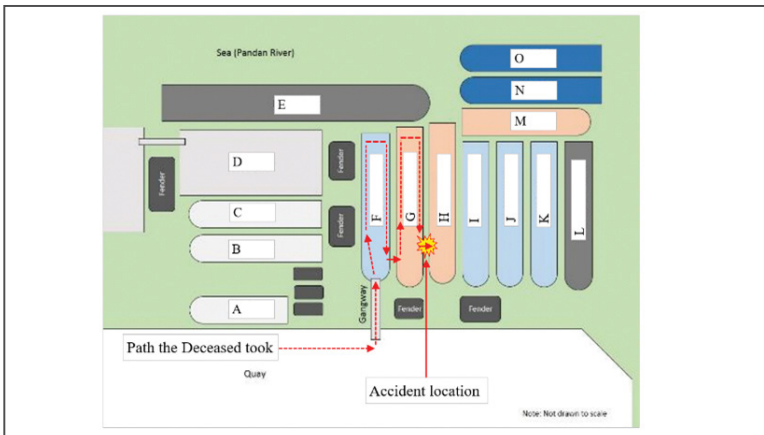 Sea (Pandan River)
O
N
E
M
Fender
D
Fender
F
G
H
I
J
K
L
C
Fender
B
A
Gangway
Fender
Fender
Path the Deceased took
Quay
Accident location
Note: Not drawn to scale